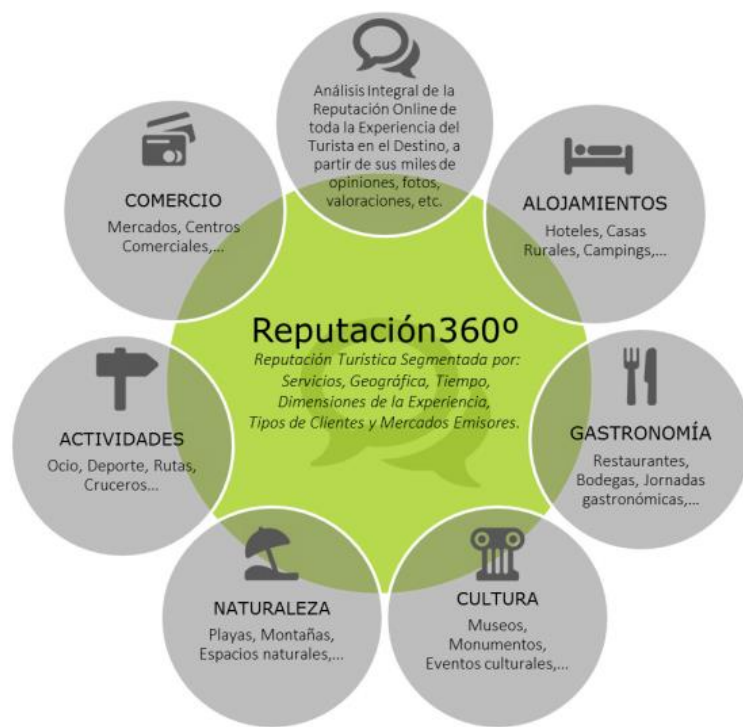 Análisis Integral de la
Reputación Online de
toda la Experiencia del
Turista en el Destino, a
partir de sus miles de
opiniones, fotos,
valoraciones, etc.
COMERCIO
Mercados, Centros
Comerciales,...
ALOJAMIENTOS
Hoteles, Casas
Rurales, Campings,...
Reputación360º
Reputación Turística Segmentada por:
Servicios, Geográfica, Tiempo,
Dimensiones de la Experiencia,
Tipos de Clientes y Mercados Emisores.
ACTIVIDADES
Ocio, Deporte, Rutas,
Cruceros...
GASTRONOMÍA
Restaurantes,
Bodegas, Jornadas
gastronómicas,...
NATURALEZA
Playas, Montañas,
Espacios naturales,...
CULTURA
Museos,
Monumentos,
Eventos culturales,...